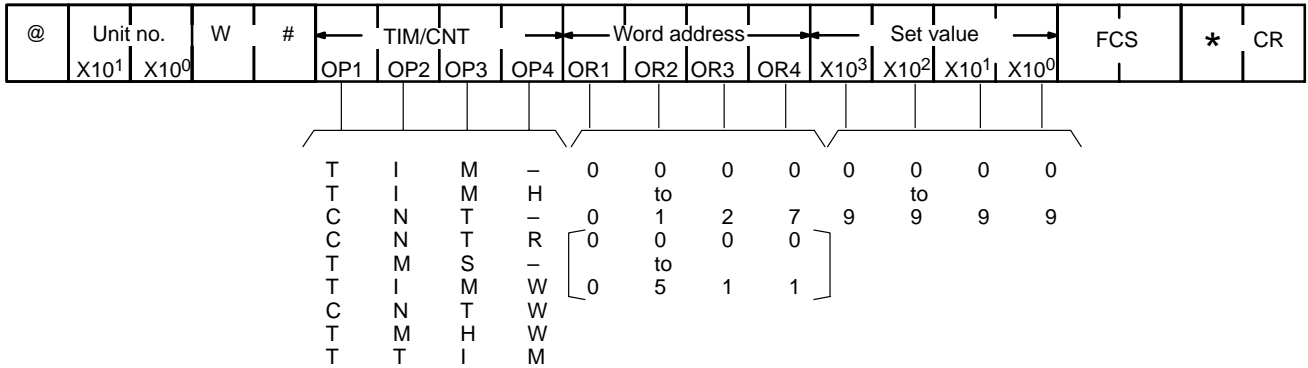 @ Unit no. W # TIM/CNT Word address Set value FCS * CR
X10¹ X10⁰ OP1 OP2 OP3 OP4 OR1 OR2 OR3 OR4 X10³ X10² X10¹ X10⁰
T I M – 0 0 0 0 0 0 0 0
T I M H to to
C N T – 0 1 2 7 9 9 9 9
C N T R 0 0 0 0
T M S – to
T I M W 0 5 1 1
C N T W
T M H W
T T I M